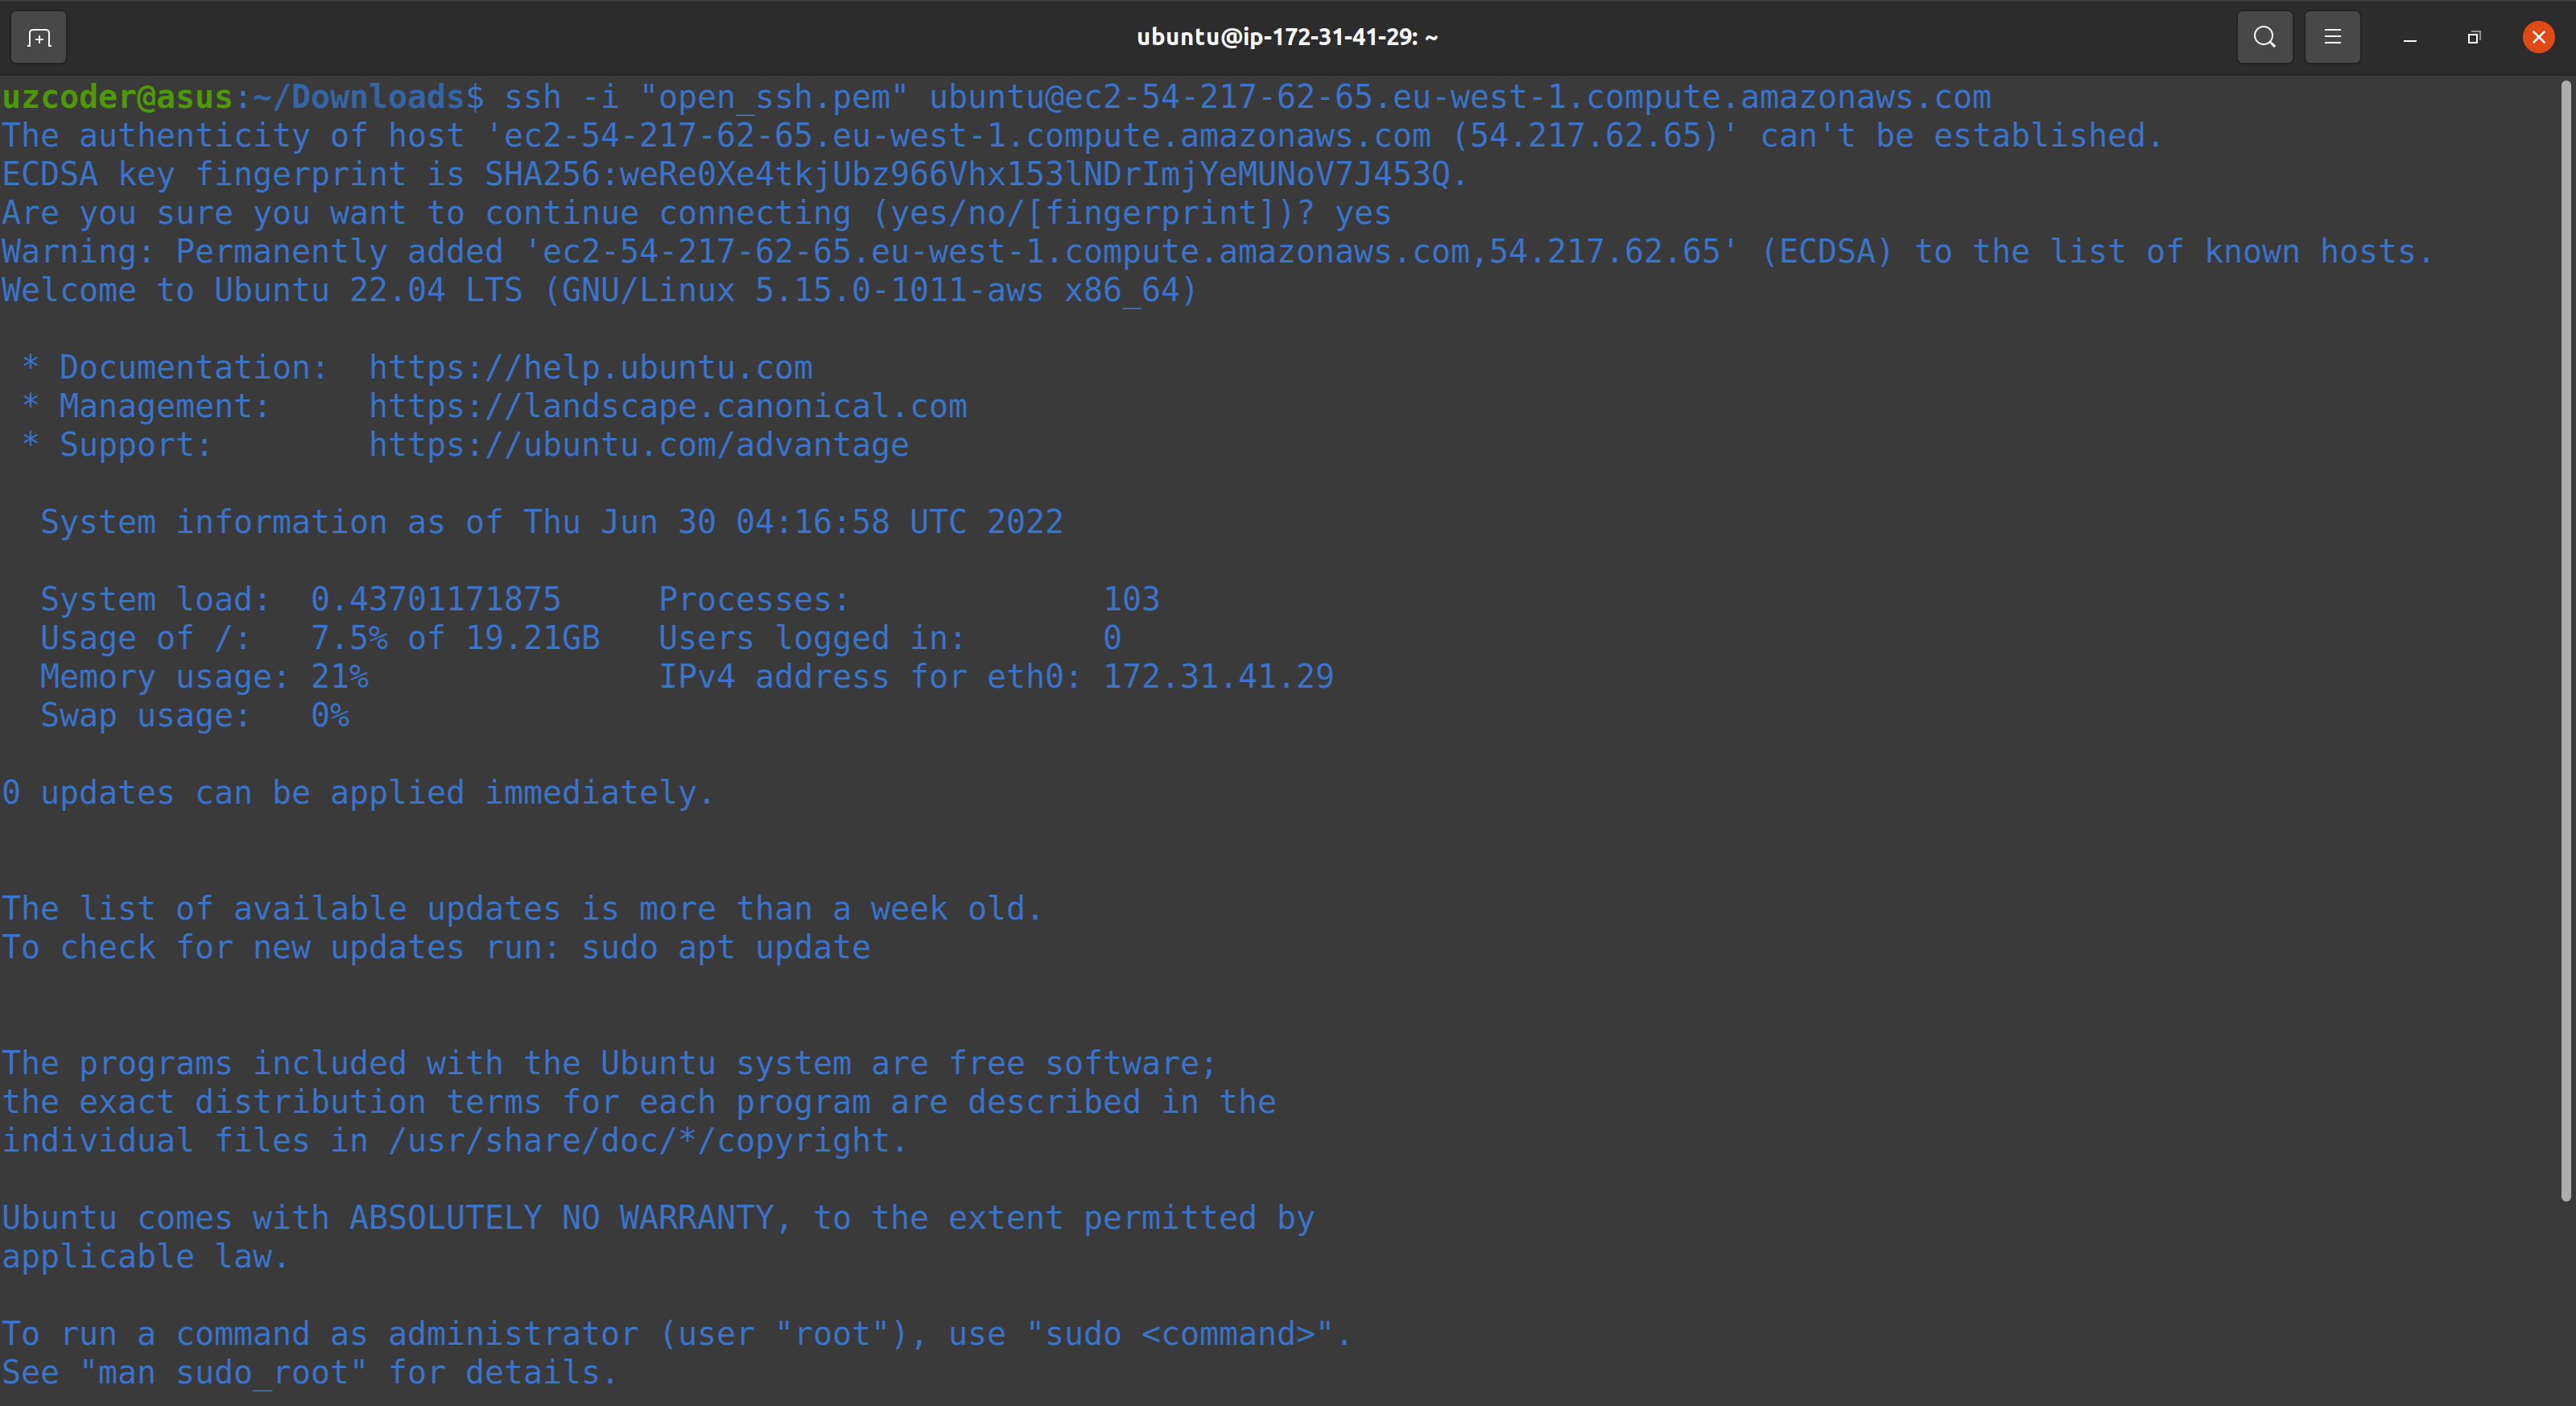 ubuntu@ip-172-31-41-29: ~
uzcoder@asus:~/Downloads$ ssh -i "open_ssh.pem" ubuntu@ec2-54-217-62-65.eu-west-1.compute.amazonaws.com
The authenticity of host 'ec2-54-217-62-65.eu-west-1.compute.amazonaws.com (54.217.62.65)' can't be established.
ECDSA key fingerprint is SHA256:weRe0Xe4tkjUbz966Vhx153lNDrImjYeMUNoV7J453Q.
Are you sure you want to continue connecting (yes/no/[fingerprint])? yes
Warning: Permanently added 'ec2-54-217-62-65.eu-west-1.compute.amazonaws.com,54.217.62.65' (ECDSA) to the list of known hosts.
Welcome to Ubuntu 22.04 LTS (GNU/Linux 5.15.0-1011-aws x86_64)

 * Documentation:  https://help.ubuntu.com
 * Management:     https://landscape.canonical.com
 * Support:        https://ubuntu.com/advantage

  System information as of Thu Jun 30 04:16:58 UTC 2022

  System load:  0.43701171875     Processes:             103
  Usage of /:   7.5% of 19.21GB   Users logged in:       0
  Memory usage: 21%               IPv4 address for eth0: 172.31.41.29
  Swap usage:   0%

0 updates can be applied immediately.


The list of available updates is more than a week old.
To check for new updates run: sudo apt update


The programs included with the Ubuntu system are free software;
the exact distribution terms for each program are described in the
individual files in /usr/share/doc/*/copyright.

Ubuntu comes with ABSOLUTELY NO WARRANTY, to the extent permitted by
applicable law.

To run a command as administrator (user "root"), use "sudo <command>".
See "man sudo_root" for details.